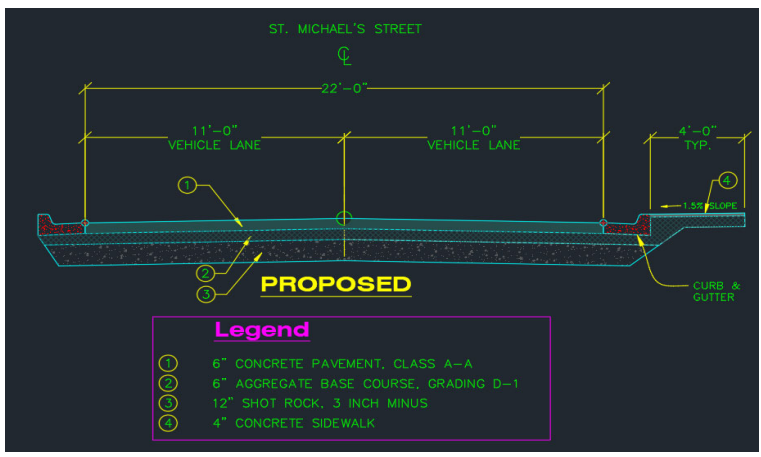 ST. MICHAEL'S STREET
℄
22'-0"
11'-0"
VEHICLE LANE
11'-0"
VEHICLE LANE
4'-0"
TYP.
1
4
1.5% SLOPE
2
3
PROPOSED
CURB &
GUTTER
Legend
1 6" CONCRETE PAVEMENT, CLASS A-A
2 6" AGGREGATE BASE COURSE, GRADING D-1
3 12" SHOT ROCK, 3 INCH MINUS
4 4" CONCRETE SIDEWALK